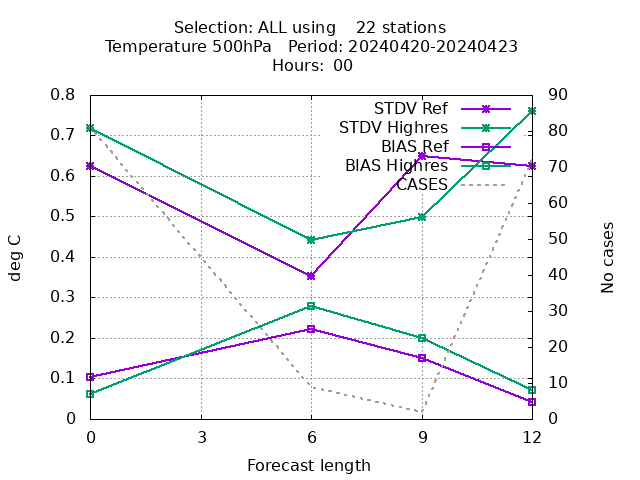 Selection: ALL using    22 stations
Temperature 500hPa   Period: 20240420-20240423
Hours:  00
STDV Ref
STDV Highres
BIAS Ref
BIAS Highres
CASES
deg C
0.8
0.7
0.6
0.5
0.4
0.3
0.2
0.1
0
No cases
90
80
70
60
50
40
30
20
10
0
0 3 6 9 12
Forecast length